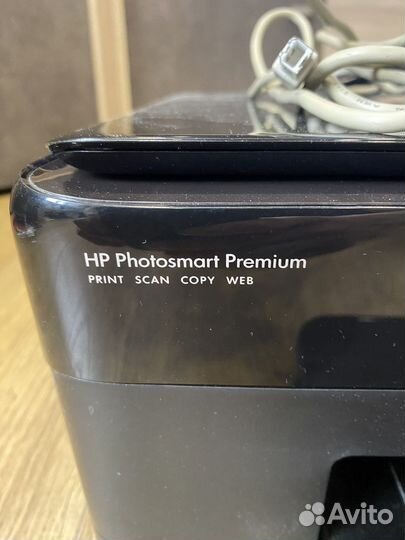 HP Photosmart Premium
PRINT SCAN COPY WEB
Avito